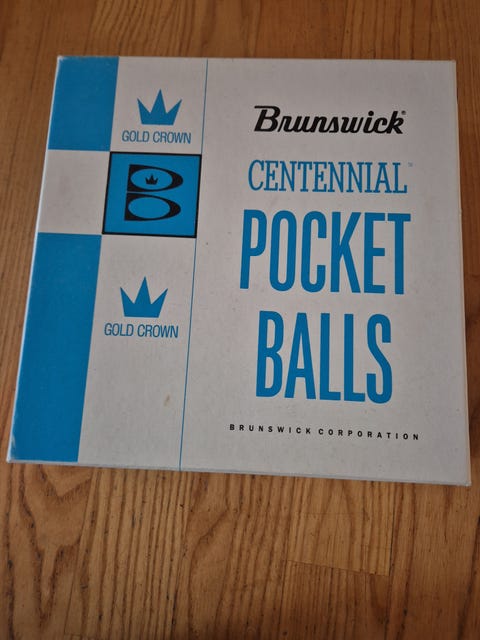 GOLD CROWN
B
GOLD CROWN
Brunswick®
CENTENNIAL™
POCKET
BALLS
BRUNSWICK CORPORATION